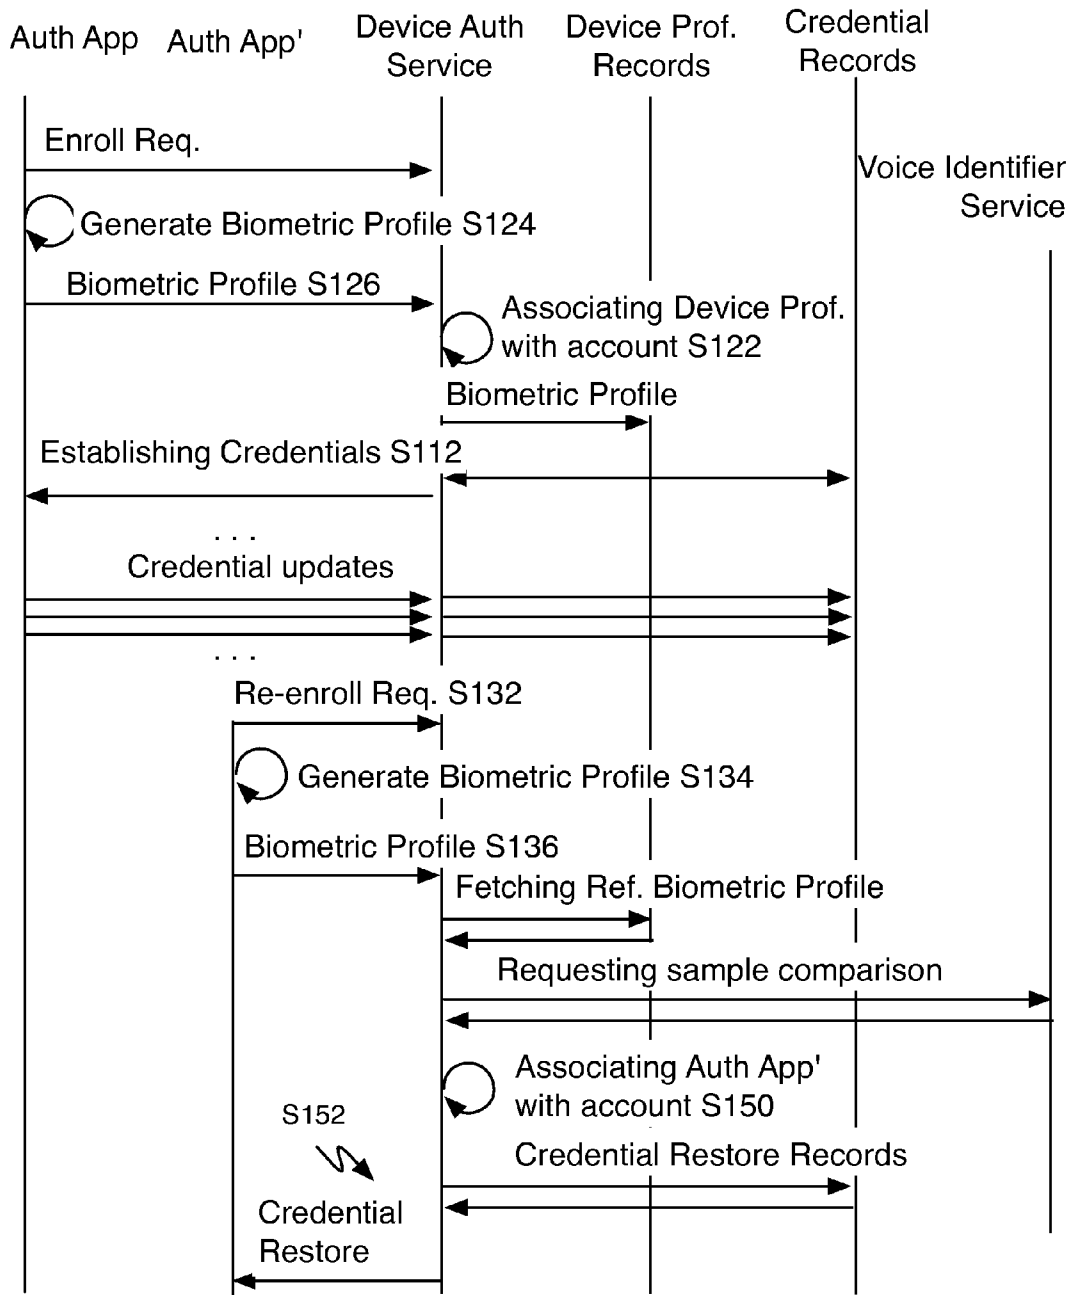 Auth App
Auth App'
Device Auth
Service
Device Prof.
Records
Credential
Records
Enroll Req.
Voice Identifier
Service
Generate Biometric Profile S124
Biometric Profile S126
Associating Device Prof.
with account S122
Biometric Profile
Establishing Credentials S112
. . .
Credential updates
. . .
Re-enroll Req. S132
Generate Biometric Profile S134
Biometric Profile S136
Fetching Ref. Biometric Profile
Requesting sample comparison
Associating Auth App'
with account S150
S152
Credential Restore Records
Credential
Restore